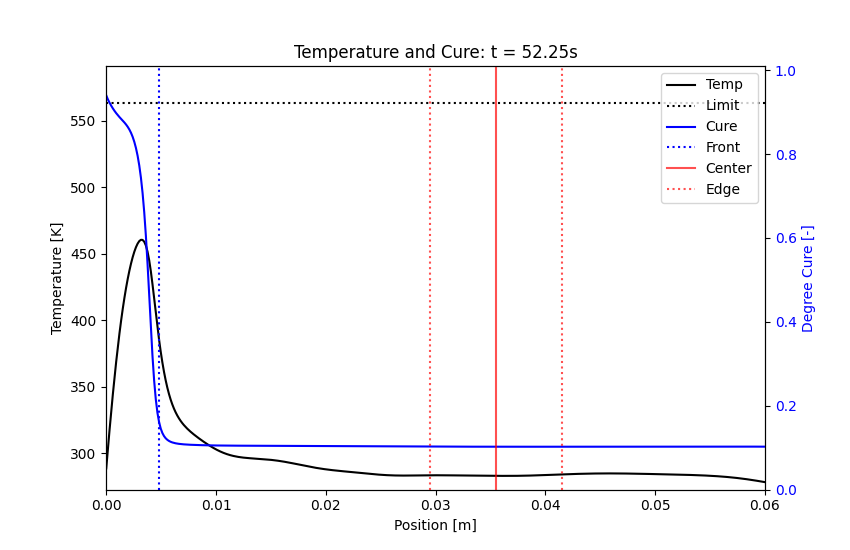 Temperature and Cure: t = 52.25s
Temp
Limit
Cure
Front
Center
Edge
550
500
450
400
350
300
Temperature [K]
1.0
0.8
0.6
0.4
0.2
0.0
Degree Cure [-]
0.00 0.01 0.02 0.03 0.04 0.05 0.06
Position [m]